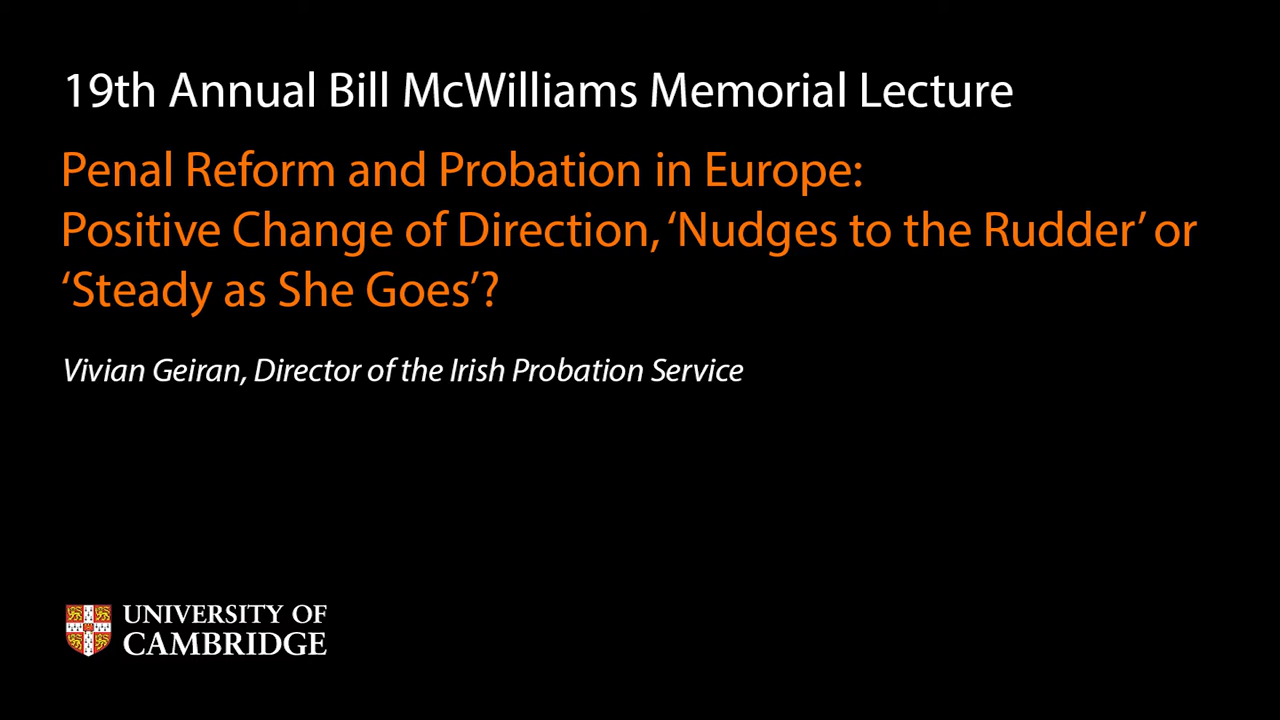 19th Annual Bill McWilliams Memorial Lecture
Penal Reform and Probation in Europe:
Positive Change of Direction, ‘Nudges to the Rudder’ or
‘Steady as She Goes’?
Vivian Geiran, Director of the Irish Probation Service
UNIVERSITY OF
CAMBRIDGE